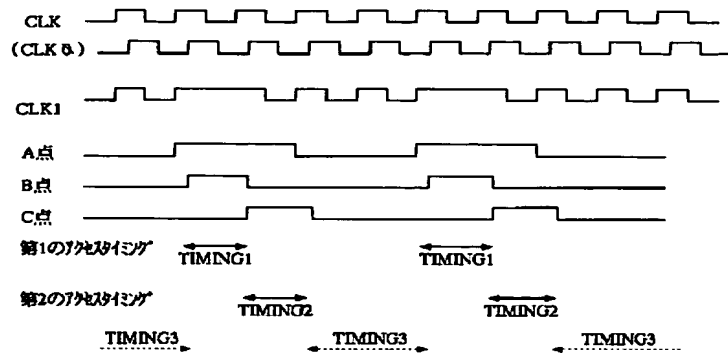 CLK
(CLK &.)
CLK1
A点
B点
C点
第1のアクセスタイミング
TIMING1 TIMING1
第2のアクセスタイミング
TIMING2 TIMING2
TIMING3 TIMING3 TIMING3